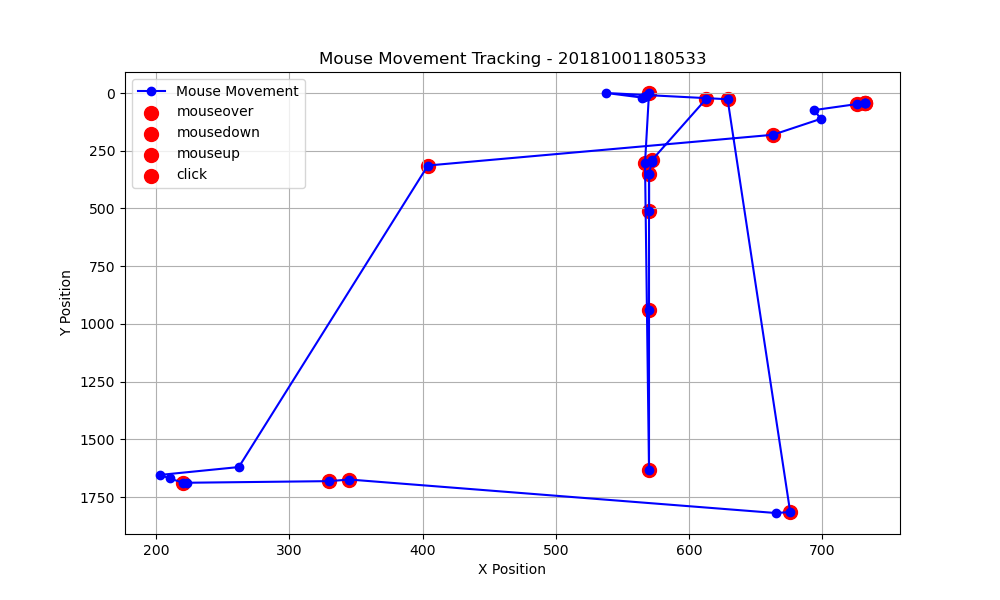 Mouse Movement Tracking - 20181001180533
Mouse Movement
mouseover
mousedown
mouseup
click
0
250
500
750
1000
1250
1500
1750
Y Position
200 300 400 500 600 700
X Position